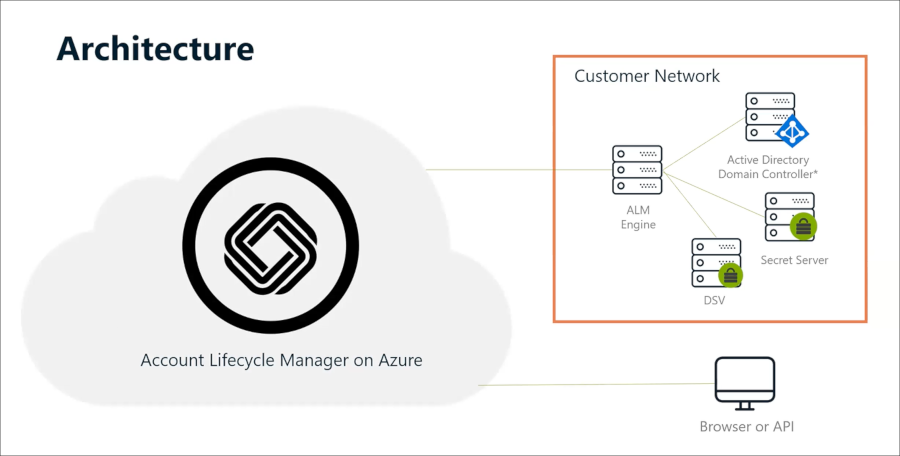 Architecture
Customer Network
Active Directory
Domain Controller*
ALM
Engine
Secret Server
DSV
Account Lifecycle Manager on Azure
Browser or API